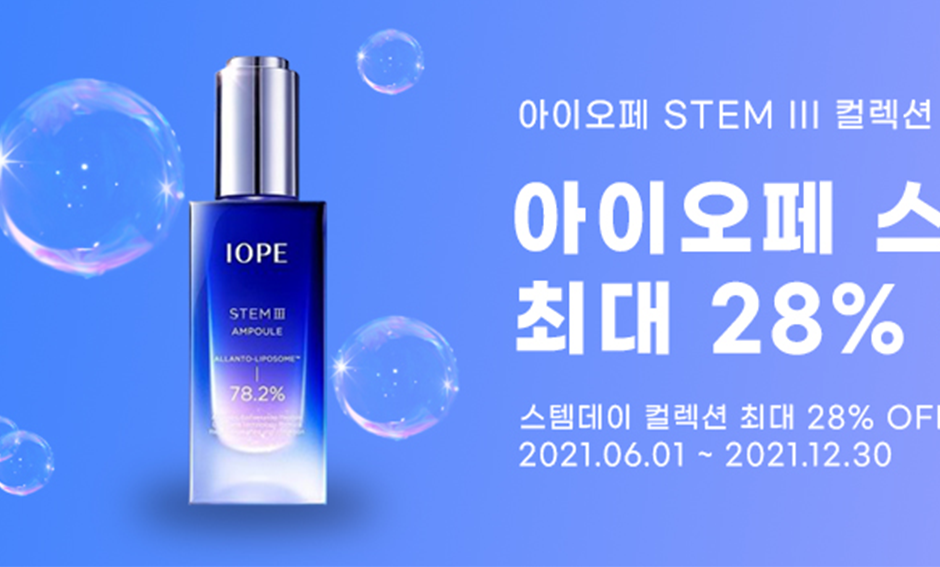 IOPE
STEM III
AMPOULE
ALLANTO-LIPOSOME™
78.2%
아이오페 STEM III 컬렉션
아이오페 스
최대 28%
스템데이 컬렉션 최대 28% OF
2021.06.01 ~ 2021.12.30